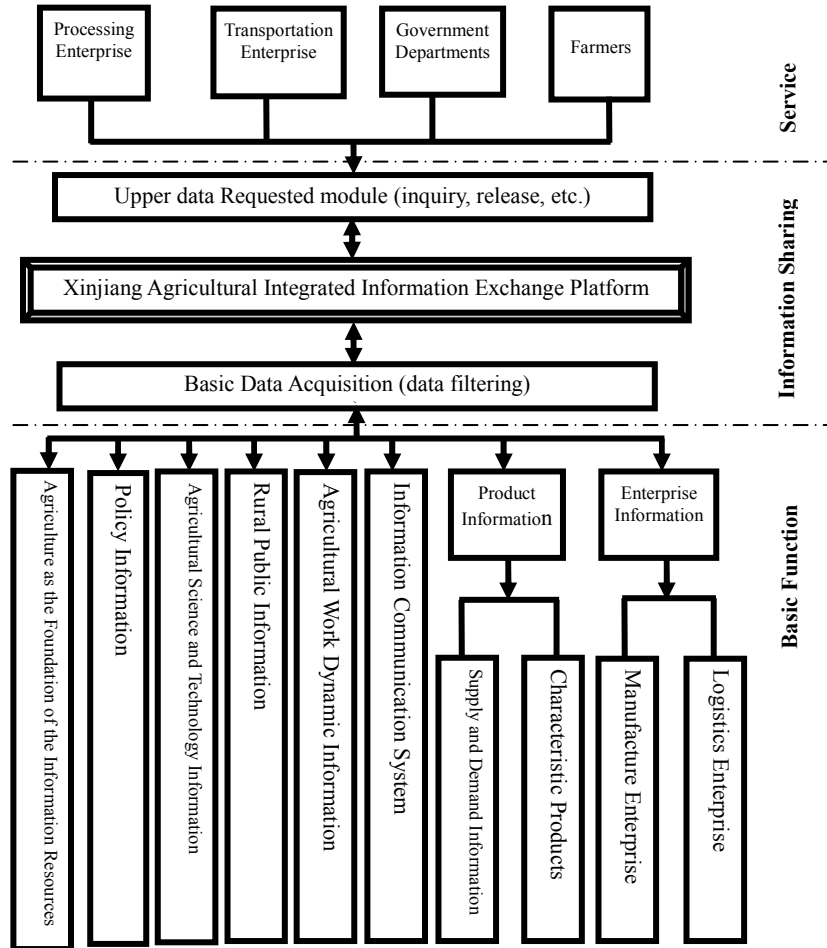 Processing
Enterprise
Transportation
Enterprise
Government
Departments
Farmers
Service
Upper data Requested module (inquiry, release, etc.)
Xinjiang Agricultural Integrated Information Exchange Platform
Basic Data Acquisition (data filtering)
Information Sharing
Agriculture as the Foundation of the Information Resources
Policy Information
Agricultural Science and Technology Information
Rural Public Information
Agricultural Work Dynamic Information
Information Communication System
Product
Information
Enterprise
Information
Supply and Demand Information
Characteristic Products
Manufacture Enterprise
Logistics Enterprise
Basic Function